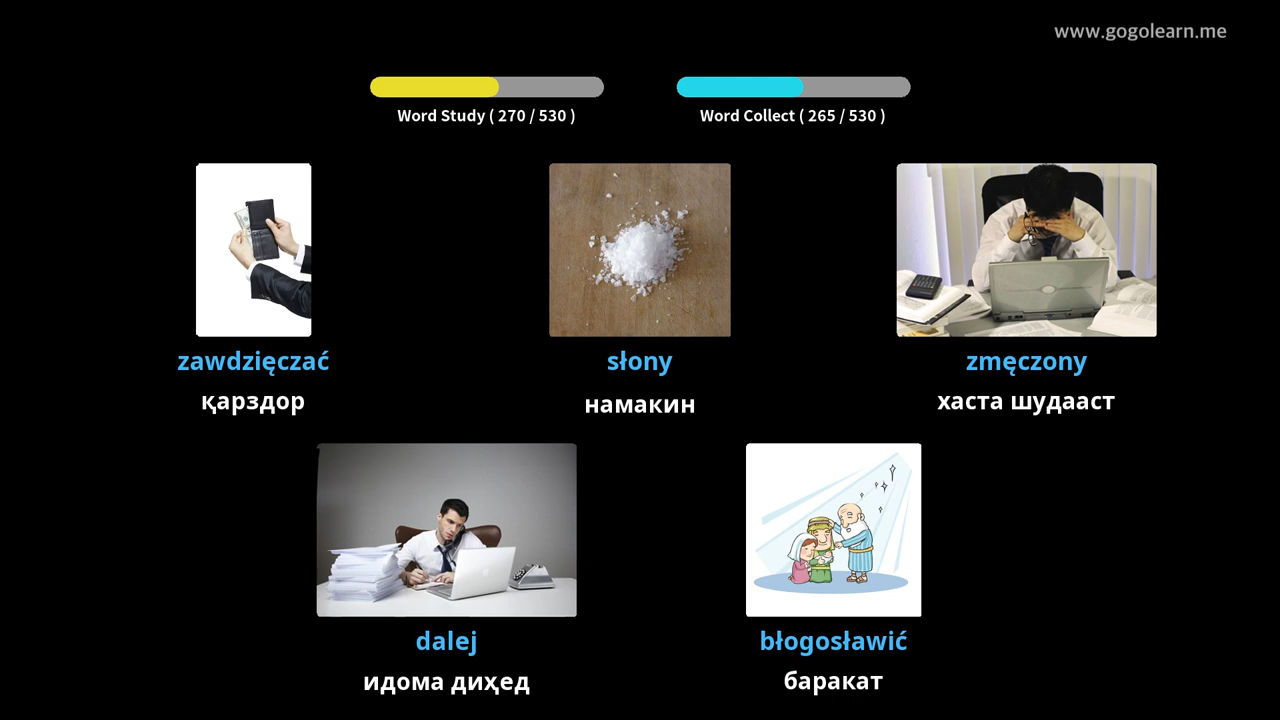 www.gogolearn.me
Word Study ( 270 / 530 )
Word Collect ( 265 / 530 )
zawdzięczać
қарздор
słony
намакин
zmęczony
хаста шудааст
dalej
идома диҳед
błogosławić
баракат